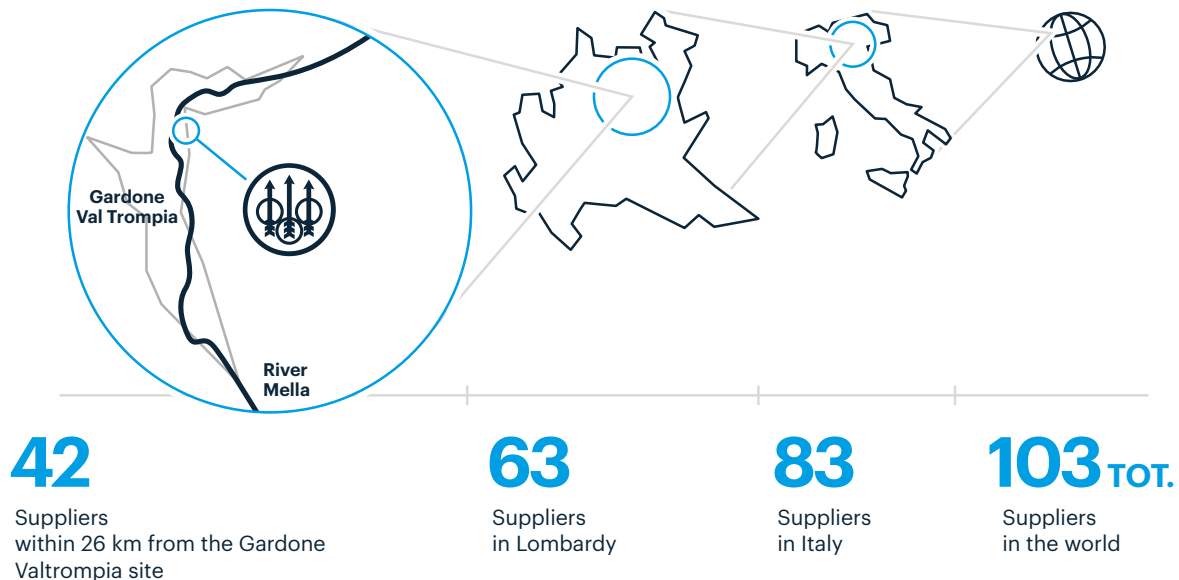 Gardone
Val Trompia
River
Mella
42
Suppliers
within 26 km from the Gardone
Valtrompia site
63
Suppliers
in Lombardy
83
Suppliers
in Italy
103 TOT.
Suppliers
in the world